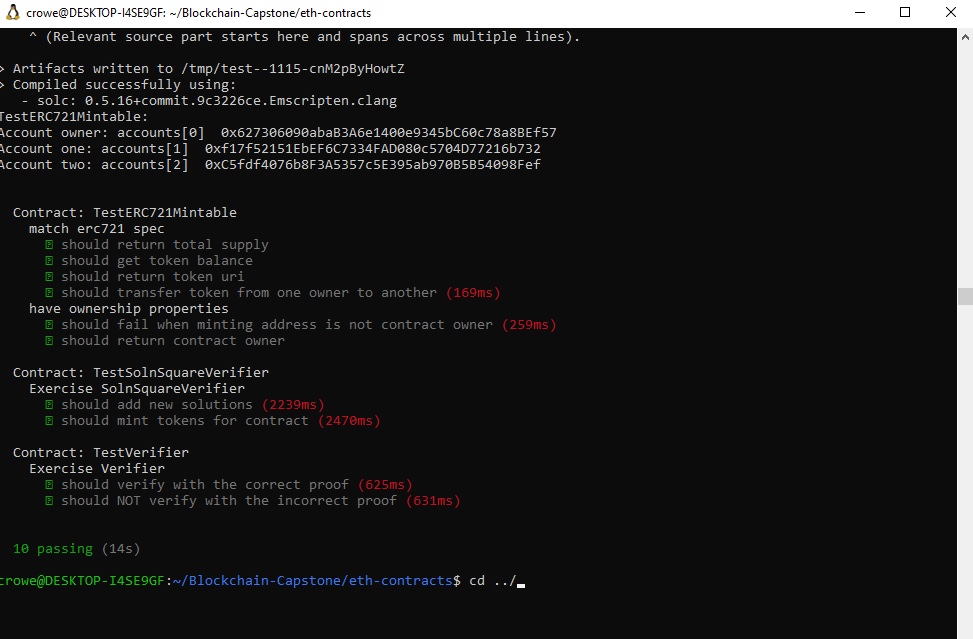 crowe@DESKTOP-I4SE9GF: ~/Blockchain-Capstone/eth-contracts
^ (Relevant source part starts here and spans across multiple lines).
> Artifacts written to /tmp/test--1115-cnM2pByHowtZ
> Compiled successfully using:
- solc: 0.5.16+commit.9c3226ce.Emscripten.clang
TestERC721Mintable:
Account owner: accounts[0]  0x627306090abaB3A6e1400e9345bC60c78a8BEf57
Account one: accounts[1]  0xf17f52151EbEF6C7334FAD080c5704D77216b732
Account two: accounts[2]  0xC5fdf4076b8F3A5357c5E395ab970B5B54098Fef
Contract: TestERC721Mintable
match erc721 spec
should return total supply
should get token balance
should return token uri
should transfer token from one owner to another (169ms)
have ownership properties
should fail when minting address is not contract owner (259ms)
should return contract owner
Contract: TestSolnSquareVerifier
Exercise SolnSquareVerifier
should add new solutions (2239ms)
should mint tokens for contract (2470ms)
Contract: TestVerifier
Exercise Verifier
should verify with the correct proof (625ms)
should NOT verify with the incorrect proof (631ms)
10 passing (14s)
crowe@DESKTOP-I4SE9GF:~/Blockchain-Capstone/eth-contracts$ cd ../